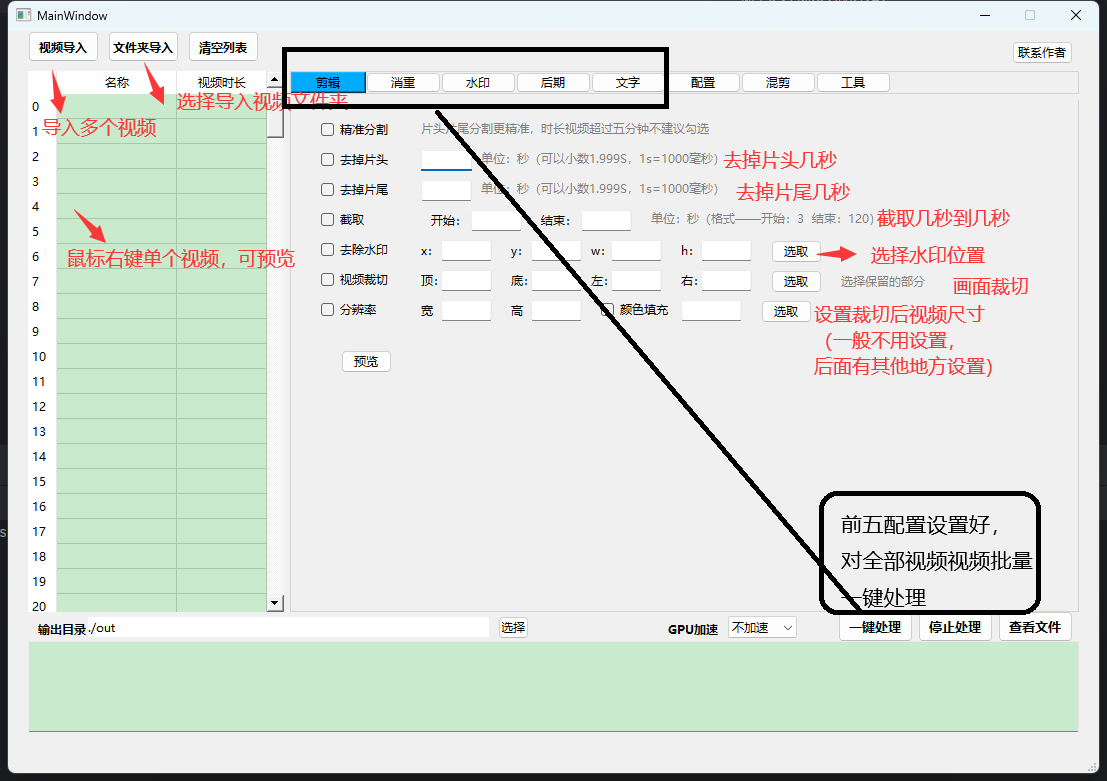 MainWindow
视频导入 文件夹导入 清空列表 联系作者
名称 视频时长
剪辑 消重 水印 后期 文字 配置 混剪 工具
选择导入视频文件夹
导入多个视频
鼠标右键单个视频，可预览
0
1
2
3
4
5
6
7
8
9
10
11
12
13
14
15
16
17
18
19
20
精准分割 片头片尾分割更精准，时长视频超过五分钟不建议勾选
去掉片头 单位：秒（可以小数1.999S，1s=1000毫秒） 去掉片头几秒
去掉片尾 单位：秒（可以小数1.999S，1s=1000毫秒） 去掉片尾几秒
截取 开始： 结束： 单位：秒（格式——开始：3 结束：120） 截取几秒到几秒
去除水印 x: y: w: h: 选取 选择水印位置
视频裁切 顶: 底: 左: 右: 选取 选择保留的部分 画面裁切
分辨率 宽 高 颜色填充 选取 设置裁切后视频尺寸
（一般不用设置，
后面有其他地方设置)
预览
前五配置设置好，
对全部视频视频批量
一键处理
输出目录 ./out 选择 GPU加速 不加速 一键处理 停止处理 查看文件